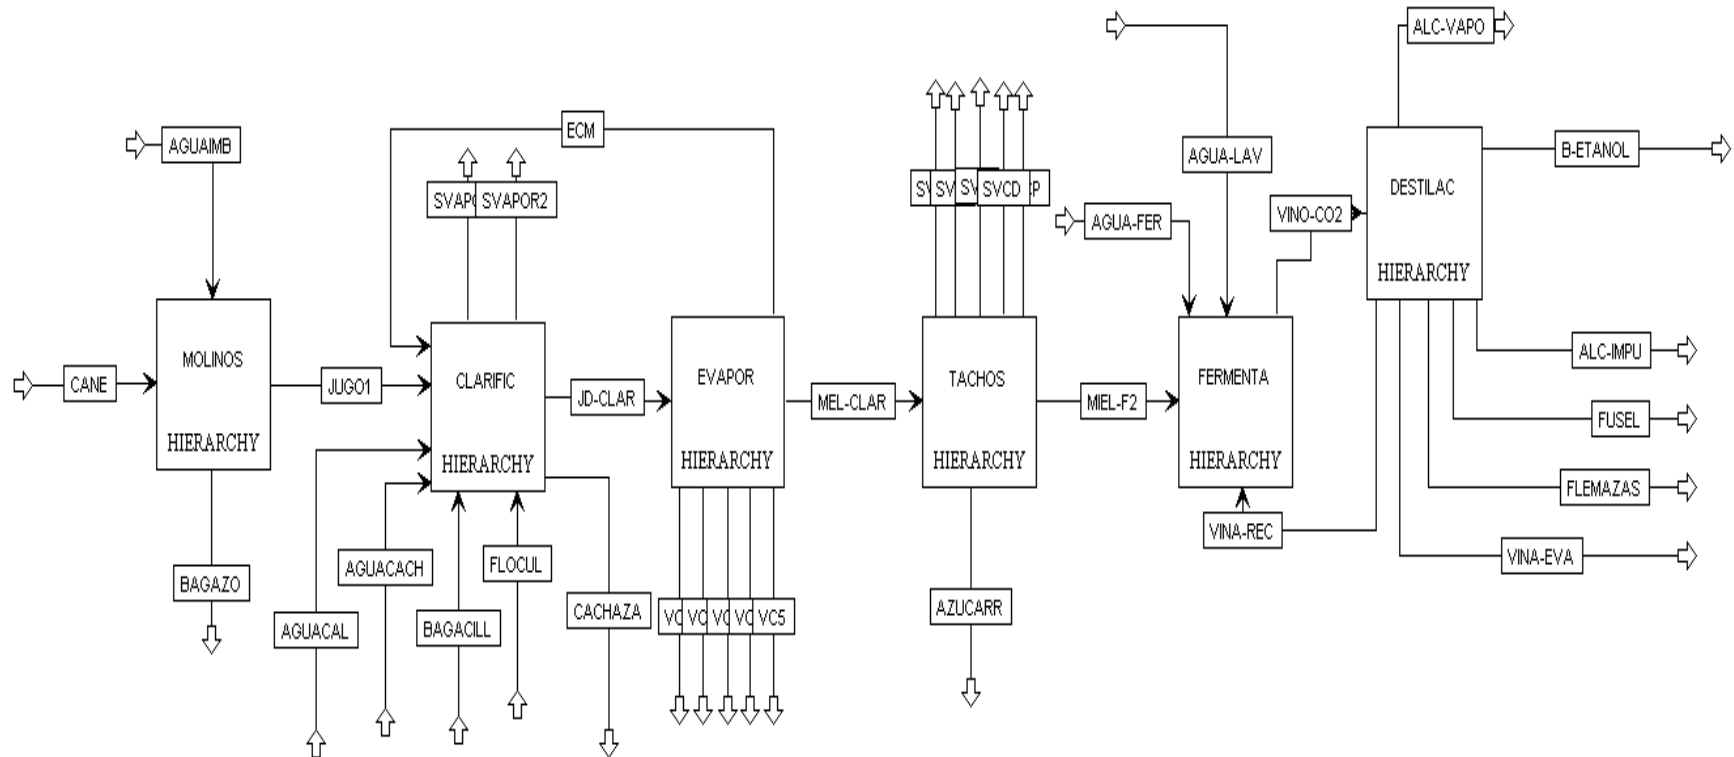 ALC-VAPO
ECM
AGUAIMB
AGUA-LAV
B-ETANOL
SVAPOR2
SVCD
DESTILAC
HIERARCHY
VINO-CO2
AGUA-FER
MOLINOS
HIERARCHY
CANE
JUGO1
CLARIFIC
HIERARCHY
JD-CLAR
EVAPOR
HIERARCHY
MEL-CLAR
TACHOS
HIERARCHY
MIEL-F2
FERMENTA
HIERARCHY
ALC-IMPU
FUSEL
FLEMAZAS
VINA-REC
VINA-EVA
BAGAZO
AGUACACH
FLOCUL
AGUACAL
BAGACILL
CACHAZA
VC5
AZUCARR